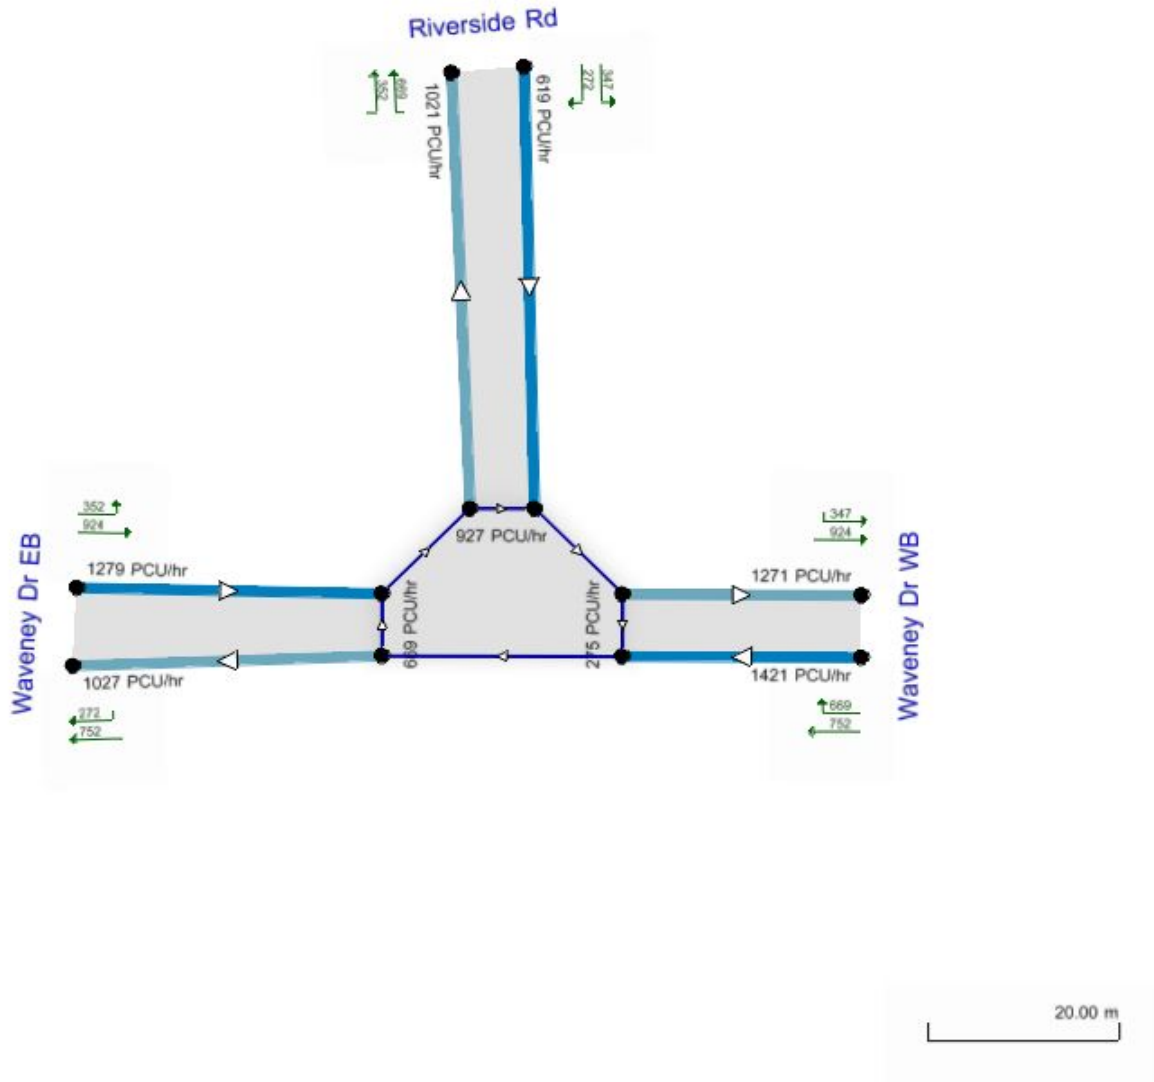 Riverside Rd
352
669
1021 PCU/hr
619 PCU/hr
272
347
352
924
1279 PCU/hr
Waveney Dr EB
1027 PCU/hr
272
752
927 PCU/hr
669 PCU/hr
275 PCU/hr
347
924
1271 PCU/hr
Waveney Dr WB
1421 PCU/hr
669
752
20.00 m